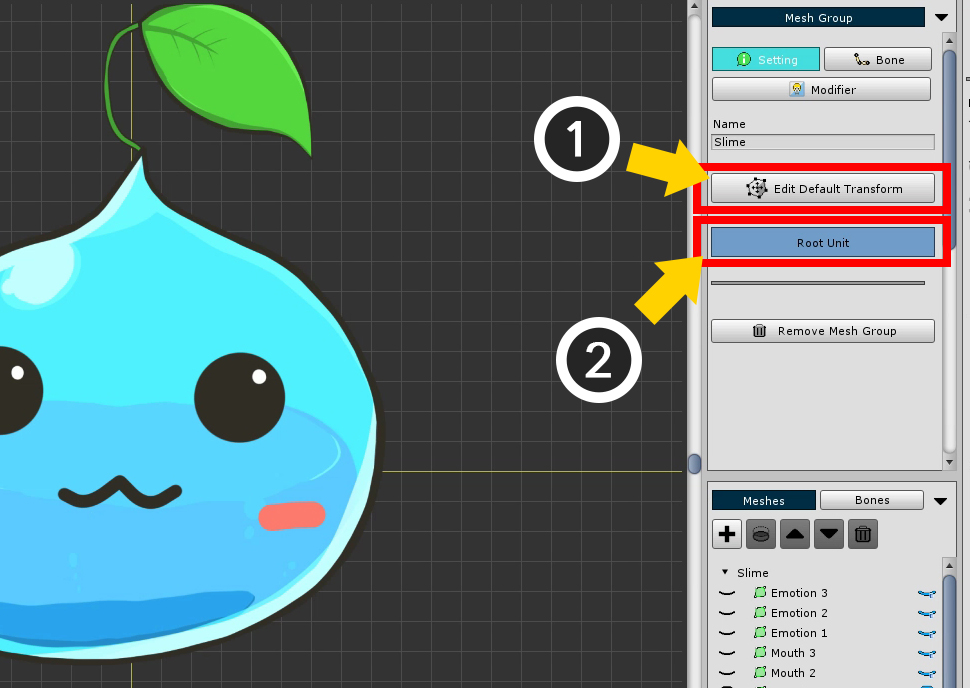 Mesh Group
Setting
Bone
Modifier
Name
Slime
1
Edit Default Transform
Root Unit
2
Remove Mesh Group
Meshes
Bones
Slime
Emotion 3
Emotion 2
Emotion 1
Mouth 3
Mouth 2